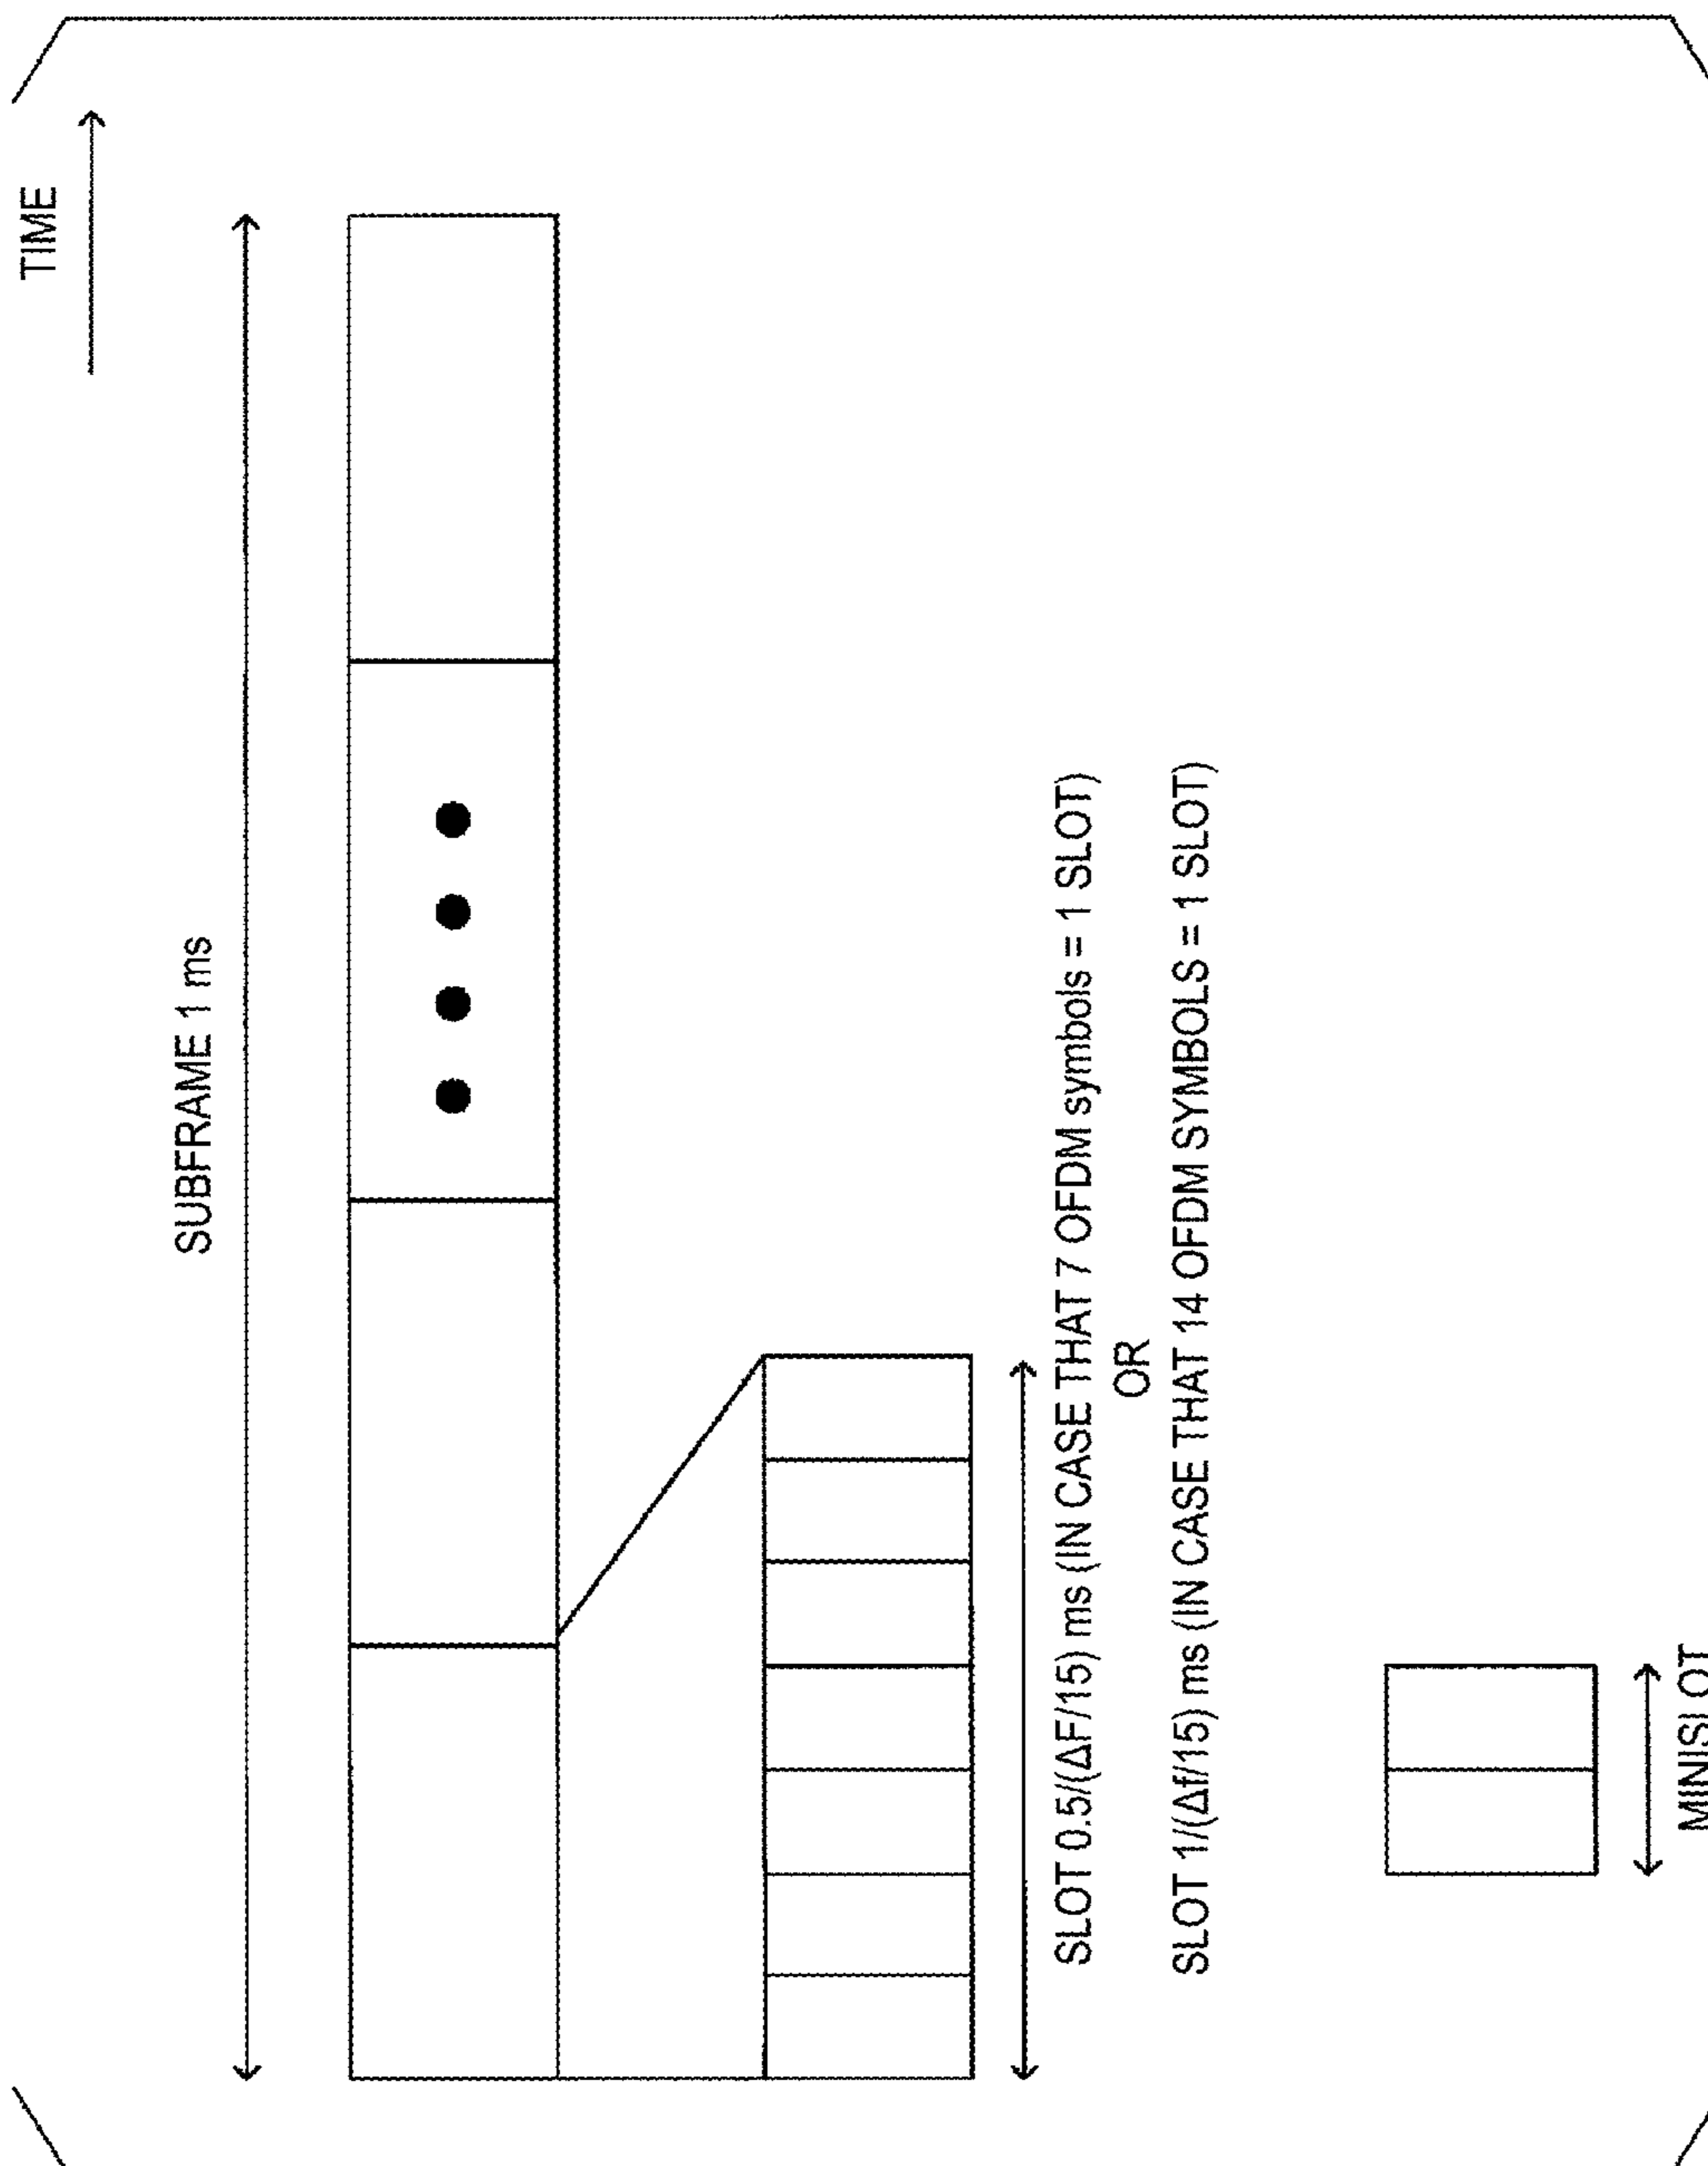 TIME
SUBFRAME 1 ms
SLOT 0.5/(ΔF/15) ms (IN CASE THAT 7 OFDM symbols = 1 SLOT)
OR
SLOT 1/(Δf/15) ms (IN CASE THAT 14 OFDM SYMBOLS = 1 SLOT)
MINISLOT